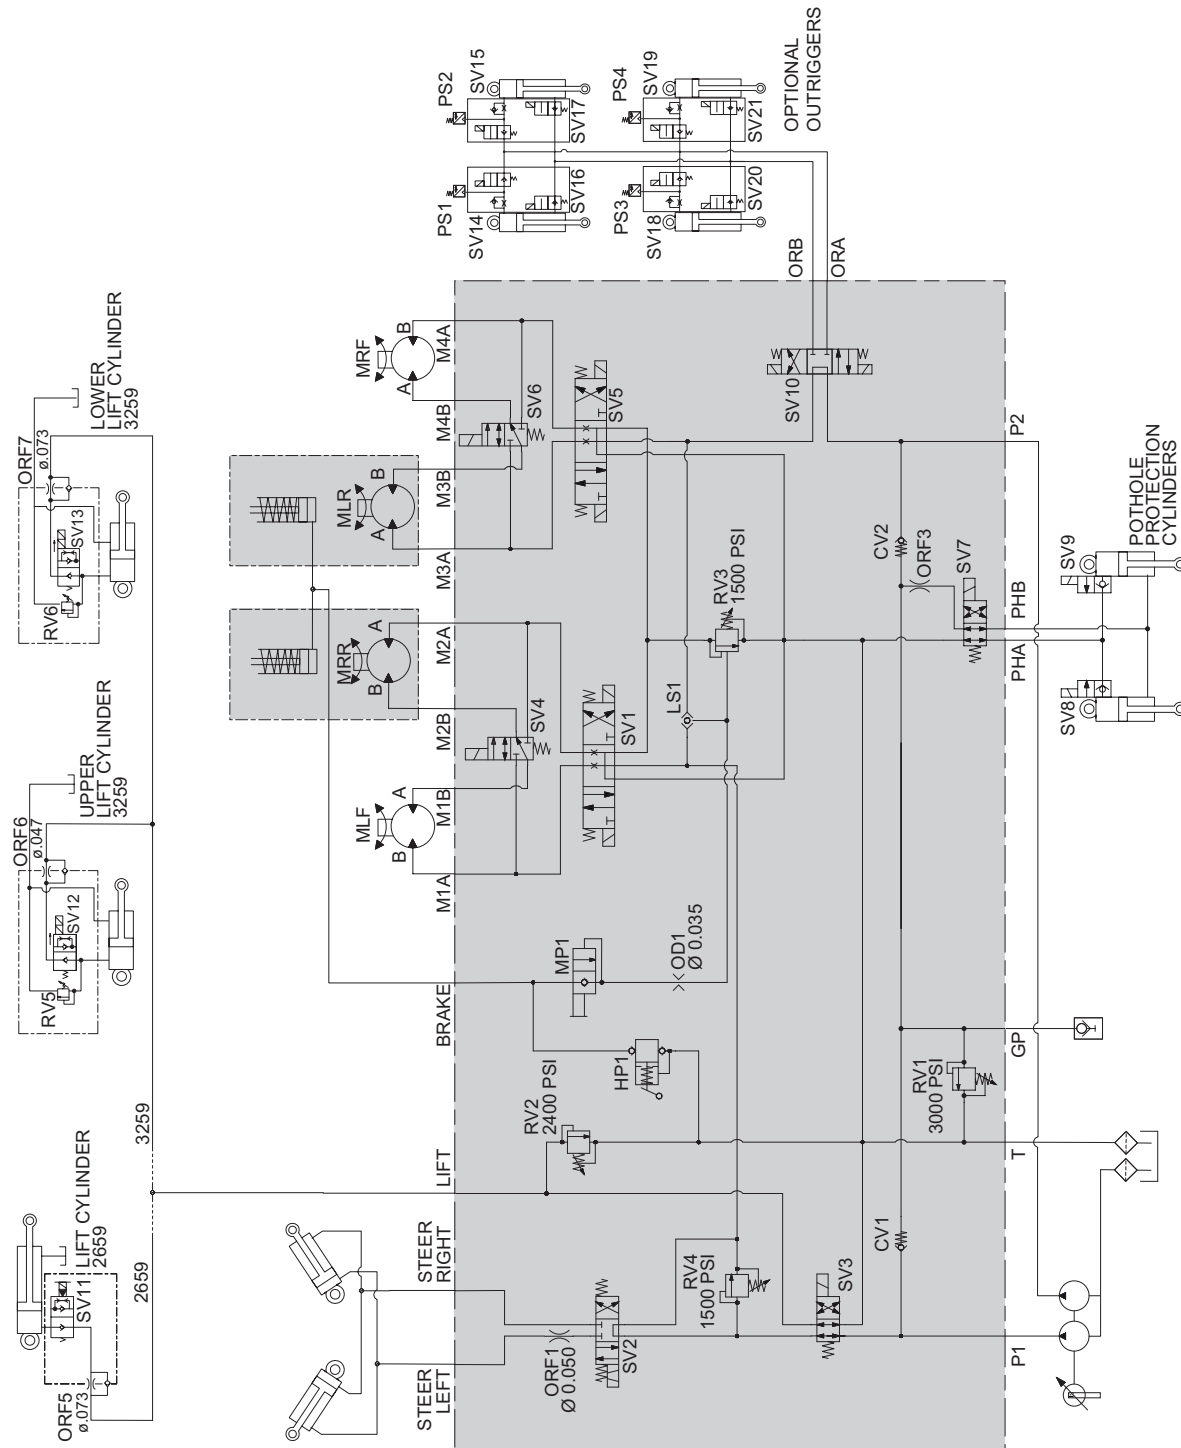 LOWER
LIFT CYLINDER
3259
ORF7
ø.073
SV13
RV6
UPPER
LIFT CYLINDER
3259
ORF6
ø.047
SV12
RV5
3259
2659
LIFT CYLINDER
2659
SV11
ORF5
ø.073
PS2
SV15
SV17
PS1
SV14
SV16
PS4
SV19
SV21
PS3
SV18
SV20
OPTIONAL
OUTRIGGERS
ORB
ORA
MRF
A
B
M4A
M4B
MLR
A
B
M3B
M3A
MRR
B
A
M2A
M2B
MLF
B
A
M1B
M1A
BRAKE
LIFT
STEER
RIGHT
STEER
LEFT
SV6
SV5
SV10
SV4
SV1
LS1
RV3
1500 PSI
CV2
ORF3
SV7
MP1
OD1
Ø 0.035
HP1
RV2
2400 PSI
RV1
3000 PSI
ORF1
Ø 0.050
SV2
RV4
1500 PSI
SV3
CV1
P2
PHB
PHA
GP
T
P1
SV9
SV8
POTHOLE
PROTECTION
CYLINDERS